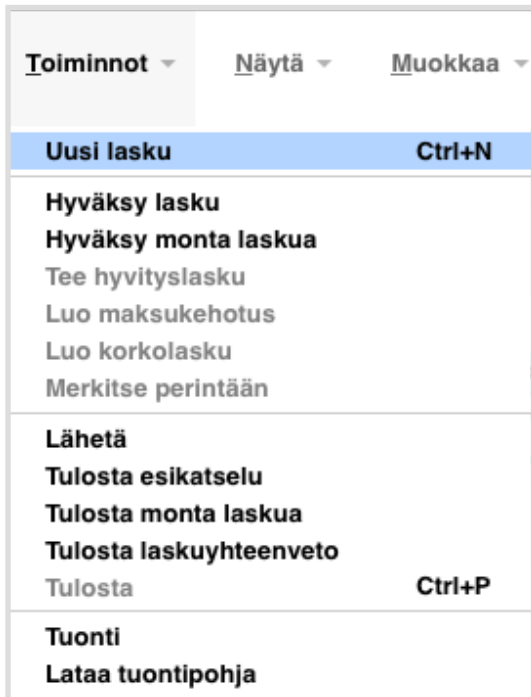 Toiminnot Näytä Muokkaa
Uusi lasku Ctrl+N
Hyväksy lasku
Hyväksy monta laskua
Tee hyvityslasku
Luo maksukehotus
Luo korkolasku
Merkitse perintään
Lähetä
Tulosta esikatselu
Tulosta monta laskua
Tulosta laskuyhteenveto
Tulosta Ctrl+P
Tuonti
Lataa tuontipohja